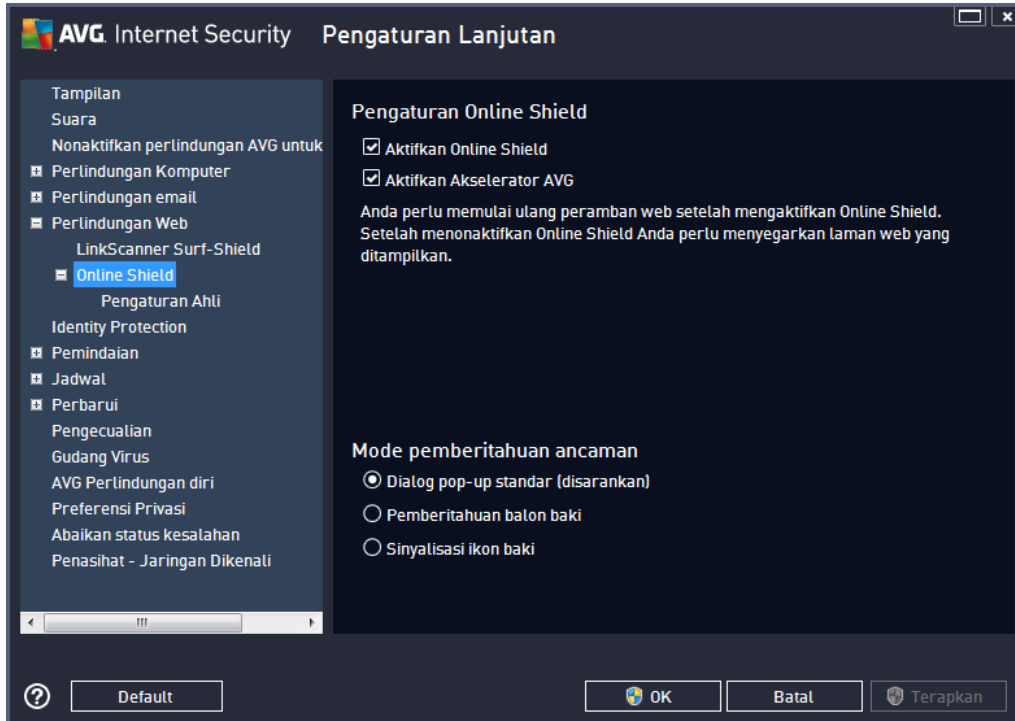 AVG. Internet Security Pengaturan Lanjutan
Tampilan
Suara
Nonaktifkan perlindungan AVG untuk
Perlindungan Komputer
Perlindungan email
Perlindungan Web
LinkScanner Surf-Shield
Online Shield
Pengaturan Ahli
Identity Protection
Pemindaian
Jadwal
Perbarui
Pengecualian
Gudang Virus
AVG Perlindungan diri
Preferensi Privasi
Abaikan status kesalahan
Penasihat - Jaringan Dikenali
Pengaturan Online Shield
Aktifkan Online Shield
Aktifkan Akselerator AVG
Anda perlu memulai ulang peramban web setelah mengaktifkan Online Shield.
Setelah menonaktifkan Online Shield Anda perlu menyegarkan laman web yang
ditampilkan.
Mode pemberitahuan ancaman
Dialog pop-up standar (disarankan)
Pemberitahuan balon baki
Sinyalisasi ikon baki
? Default OK Batal Terapkan